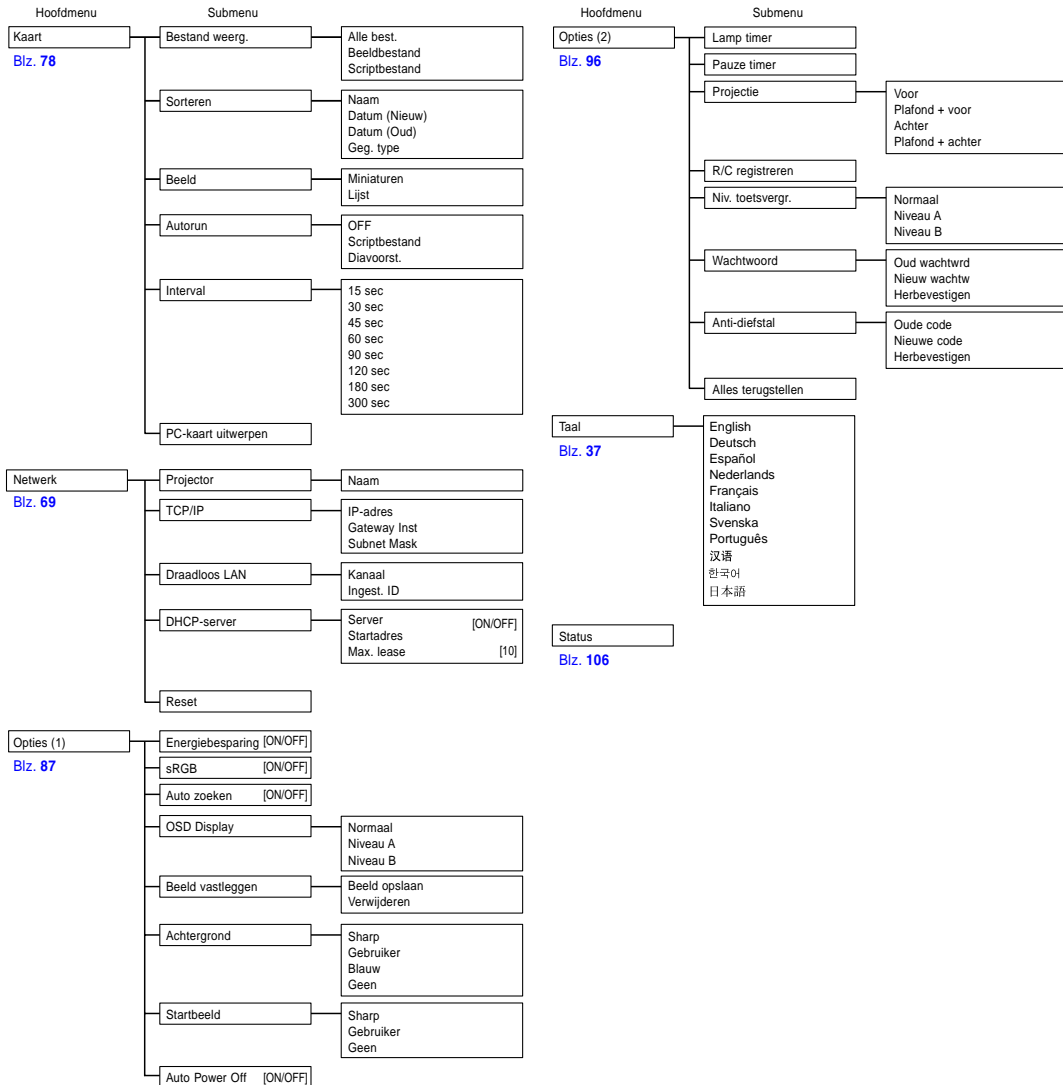 Hoofdmenu
Submenu
Kaart
Blz. 78
Bestand weerg.
Alle best.
Beeldbestand
Scriptbestand
Sorteren
Naam
Datum (Nieuw)
Datum (Oud)
Geg. type
Beeld
Miniaturen
Lijst
Autorun
OFF
Scriptbestand
Diavoorst.
Interval
15 sec
30 sec
45 sec
60 sec
90 sec
120 sec
180 sec
300 sec
PC-kaart uitwerpen
Netwerk
Blz. 69
Projector
Naam
TCP/IP
IP-adres
Gateway Inst
Subnet Mask
Draadloos LAN
Kanaal
Ingest. ID
DHCP-server
Server [ON/OFF]
Startadres
Max. lease [10]
Reset
Opties (1)
Blz. 87
Energiebesparing [ON/OFF]
sRGB [ON/OFF]
Auto zoeken [ON/OFF]
OSD Display
Normaal
Niveau A
Niveau B
Beeld vastleggen
Beeld opslaan
Verwijderen
Achtergrond
Sharp
Gebruiker
Blauw
Geen
Startbeeld
Sharp
Gebruiker
Geen
Auto Power Off [ON/OFF]
Hoofdmenu
Submenu
Opties (2)
Blz. 96
Lamp timer
Pauze timer
Projectie
Voor
Plafond + voor
Achter
Plafond + achter
R/C registreren
Niv. toetsvergr.
Normaal
Niveau A
Niveau B
Wachtwoord
Oud wachtwrd
Nieuw wachtw
Herbevestigen
Anti-diefstal
Oude code
Nieuwe code
Herbevestigen
Alles terugstellen
Taal
Blz. 37
English
Deutsch
Español
Nederlands
Français
Italiano
Svenska
Português
汉语
한국어
日本語
Status
Blz. 106